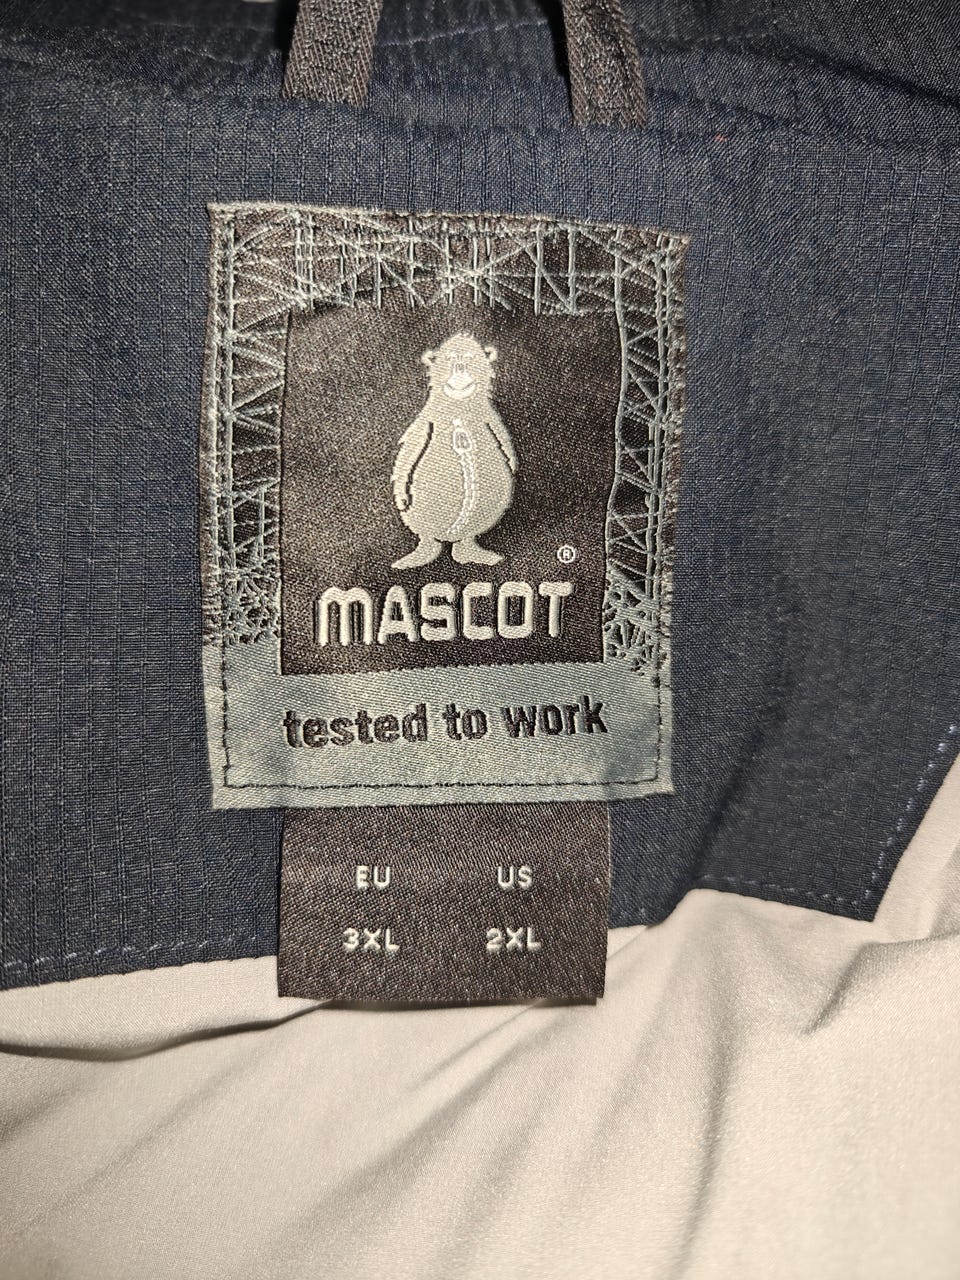 ®
MASCOT
tested to work
EU US
3XL 2XL